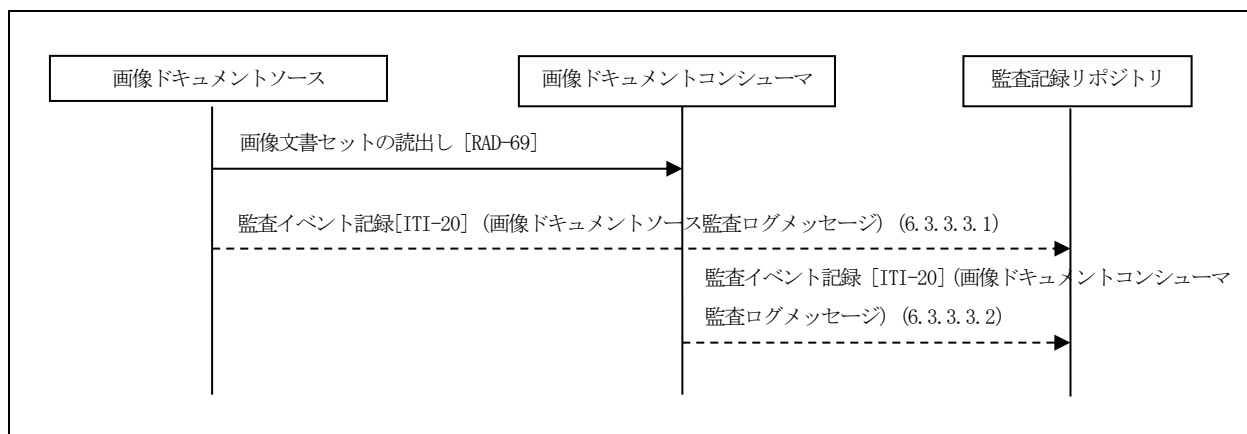 画像ドキュメントソース
画像ドキュメントコンシューマ
監査記録リポジトリ
画像文書セットの読出し [RAD-69]
監査イベント記録[ITI-20] (画像ドキュメントソース監査ログメッセージ) (6.3.3.3.1)
監査イベント記録 [ITI-20] (画像ドキュメントコンシューマ
監査ログメッセージ) (6.3.3.3.2)